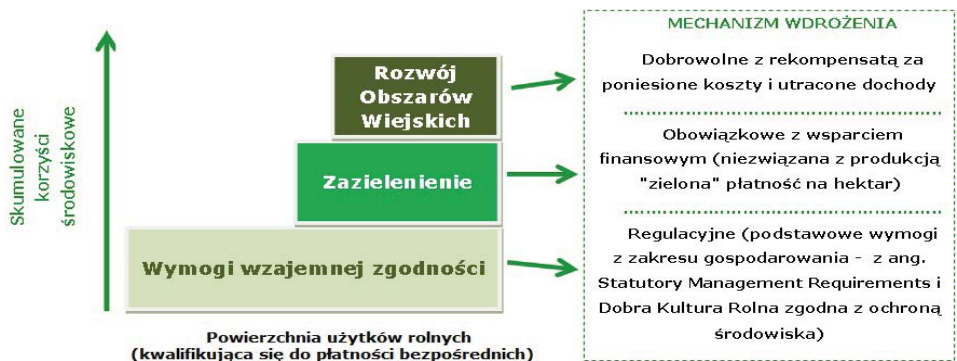 Skumulowane
korzyści
środowiskowe
Rozwój
Obszarów
Wiejskich
Zazielenienie
Wymogi wzajemnej zgodności
Powierzchnia użytków rolnych
(kwalifikująca się do płatności bezpośrednich)
MECHANIZM WDROŻENIA
Dobrowolne z rekompensatą za
poniesione koszty i utracone dochody
Obowiązkowe z wsparciem
finansowym (niezwiązana z produkcją
"zielona" płatność na hektar)
Regulacyjne (podstawowe wymogi
z zakresu gospodarowania - z ang.
Statutory Management Requirements i
Dobra Kultura Rolna zgodna z ochroną
środowiska)